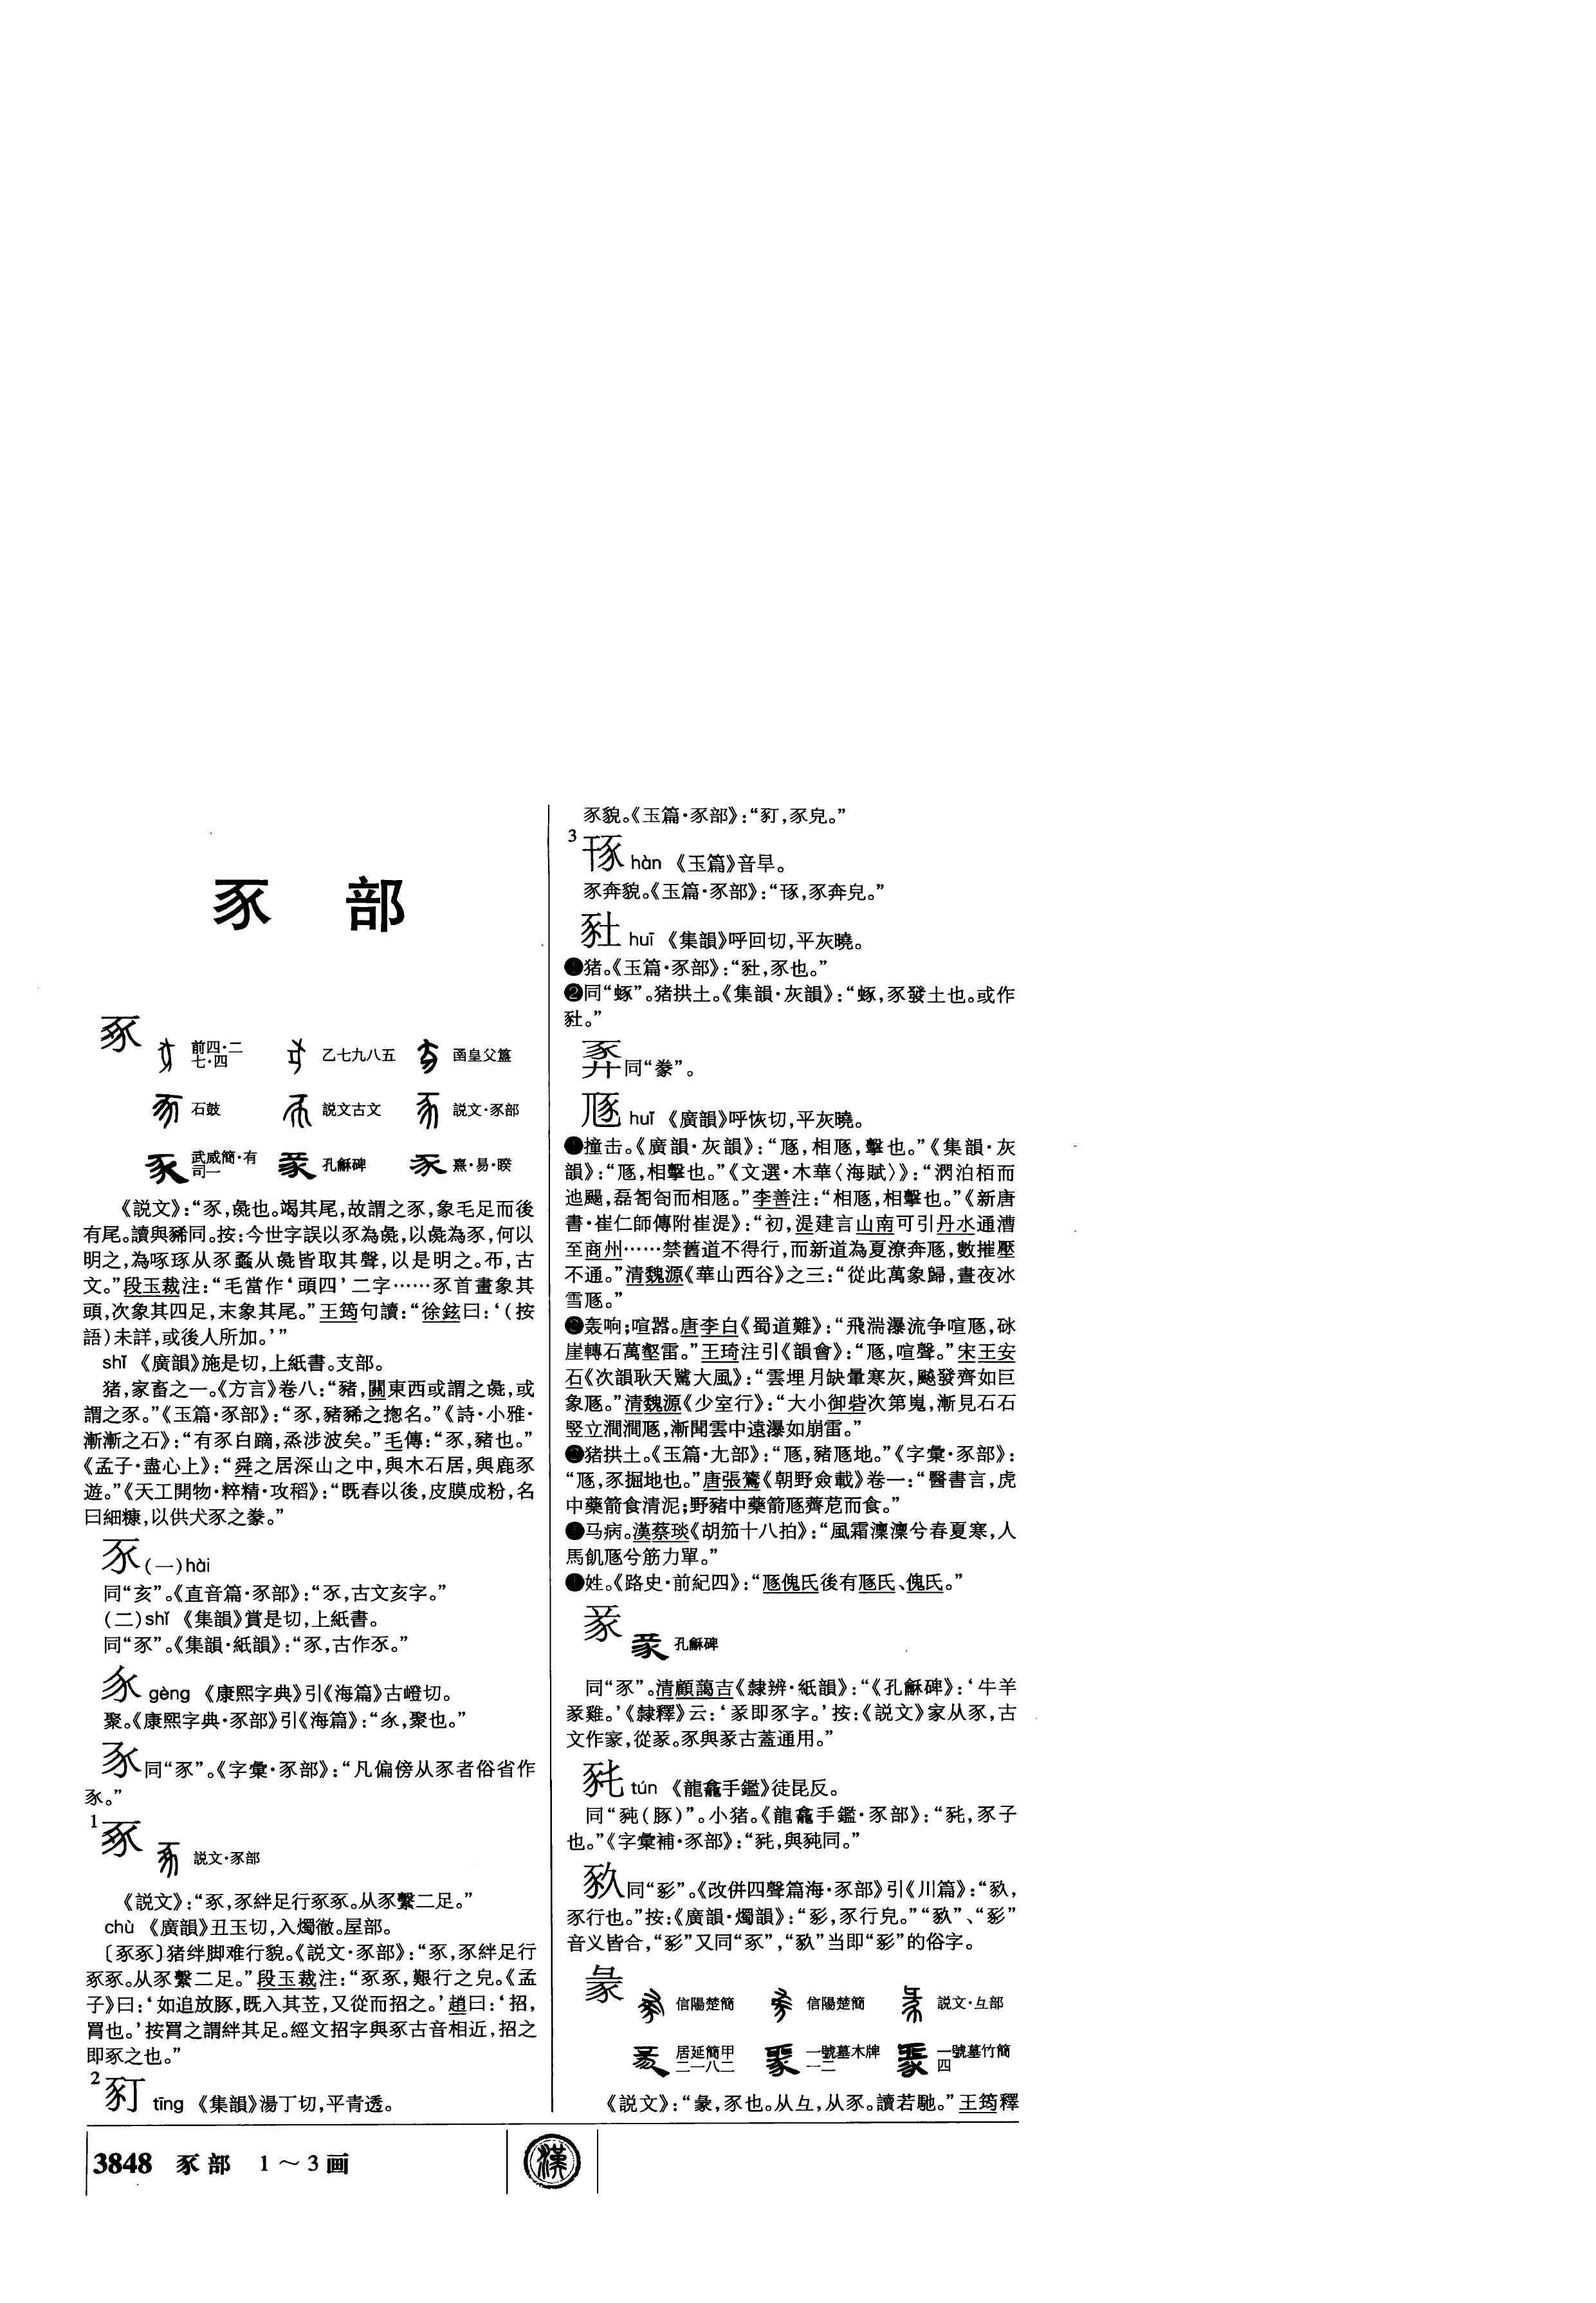 豕部
豕
前四·二七·四
乙七九八五
函皇父簋
石鼓
説文古文
説文·豕部
武威簡·有司一
孔龢碑
熹·易·睽
《説文》：“豕，彘也。竭其尾，故謂之豕，象毛足而後
有尾。讀與豨同。按：今世字誤以豕為彘，以彘為豕，何以
明之，為啄琢从豕蠡从彘皆取其聲，以是明之。𢁓，古
文。”段玉裁注：“毛當作‘頭四’二字……豕首畫象其
頭，次象其四足，末象其尾。”王筠句讀：“徐鉉曰：‘（按
語）未詳，或後人所加。’”
shǐ 《廣韻》施是切，上紙書。支部。
猪，家畜之一。《方言》卷八：“豬，關東西或謂之彘，或
謂之豕。”《玉篇·豕部》：“豕，豬豨之揔名。”《詩·小雅·
漸漸之石》：“有豕白蹢，烝涉波矣。”毛傳：“豕，豬也。”
《孟子·盡心上》：“舜之居深山之中，與木石居，與鹿豕
遊。”《天工開物·粹精·攻稻》：“既舂以後，皮膜成粉，名
曰細糠，以供犬豕之豢。”
(一)hài
同“亥”。《直音篇·豕部》：“，古文亥字。”
(二)shǐ 《集韻》賞是切，上紙書。
同“豕”。《集韻·紙韻》：“豕，古作。”
gèng 《康熙字典》引《海篇》古嶝切。
聚。《康熙字典·豕部》引《海篇》：“，聚也。”
同“豕”。《字彙·豕部》：“凡偏傍从豕者俗省作
。”
1
豖
説文·豕部
《説文》：“豖，豕絆足行豖豖。从豕繫二足。”
chù 《廣韻》丑玉切，入燭徹。屋部。
〔豖豖〕猪绊脚难行貌。《説文·豕部》：“豖，豕絆足行
豖豖。从豕繫二足。”段玉裁注：“豖豖，艱行之皃。《孟
子》曰：‘如追放豚，既入其苙，又從而招之。’趙曰：‘招，
罥也。’按罥之謂絆其足。經文招字與豖古音相近，招之
即豖之也。”
2
tīng 《集韻》湯丁切，平青透。
豕貌。《玉篇·豕部》：“，豕皃。”
3
hàn 《玉篇》音旱。
豕奔貌。《玉篇·豕部》：“，豕奔皃。”
huī 《集韻》呼回切，平灰曉。
❶猪。《玉篇·豕部》：“，豕也。”
❷同“”。猪拱土。《集韻·灰韻》：“，豕發土也。或作
。”
同“豢”。
豗 huī 《廣韻》呼恢切，平灰曉。
❶撞击。《廣韻·灰韻》：“豗，相豗，擊也。”《集韻·灰
韻》：“豗，相擊也。”《文選·木華〈海賦〉》：“泂泊栢而
迆颺，磊匒匌而相豗。”李善注：“相豗，相擊也。”《新唐
書·崔仁師傳附崔湜》：“初，湜建言山南可引丹水通漕
至商州……禁舊道不得行，而新道為夏潦奔豗，數摧壓
不通。”清魏源《華山西谷》之三：“從此萬象歸，晝夜冰
雪豗。”
❷轰响；喧嚣。唐李白《蜀道難》：“飛湍瀑流争喧豗，砯
崖轉石萬壑雷。”王琦注引《韻會》：“豗，喧聲。”宋王安
石《次韻耿天騭大風》：“雲埋月缺暈寒灰，飈發齊如巨
象豗。”清魏源《少室行》：“大小御砦次第嵬，漸見石石
竪立澗澗豗，漸聞雲中遠瀑如崩雷。”
❸猪拱土。《玉篇·尢部》：“豗，豬豗地。”《字彙·豕部》：
“豗，豕掘地也。”唐張鷟《朝野僉載》卷一：“醫書言，虎
中藥箭食清泥；野豬中藥箭豗薺苨而食。”
❹马病。漢蔡琰《胡笳十八拍》：“風霜凜凜兮春夏寒，人
馬飢豗兮筋力單。”
❺姓。《路史·前紀四》：“豗傀氏後有豗氏、傀氏。”
孔龢碑
同“豕”。清顧藹吉《隸辨·紙韻》：“《孔龢碑》：‘牛羊
雞。’《隸釋》云：‘即豕字。’按：《説文》家从豕，古
文作，從。豕與古蓋通用。”
tún 《龍龕手鑑》徒昆反。
同“豘（豚）”。小猪。《龍龕手鑑·豕部》：“，豕子
也。”《字彙補·豕部》：“，與豘同。”
同“”。《改併四聲篇海·豕部》引《川篇》：“，
豕行也。”按：《廣韻·燭韻》：“，豕行皃。”“”、“”
音义皆合，“”又同“豖”，“”当即“”的俗字。
彖
信陽楚簡
信陽楚簡
説文·彑部
居延簡甲二一八二
一號墓木牌一二
一號墓竹簡四
《説文》：“彖，豕也。从彑，从豕。讀若馳。”王筠釋
3848 豕部 1～3画
漢